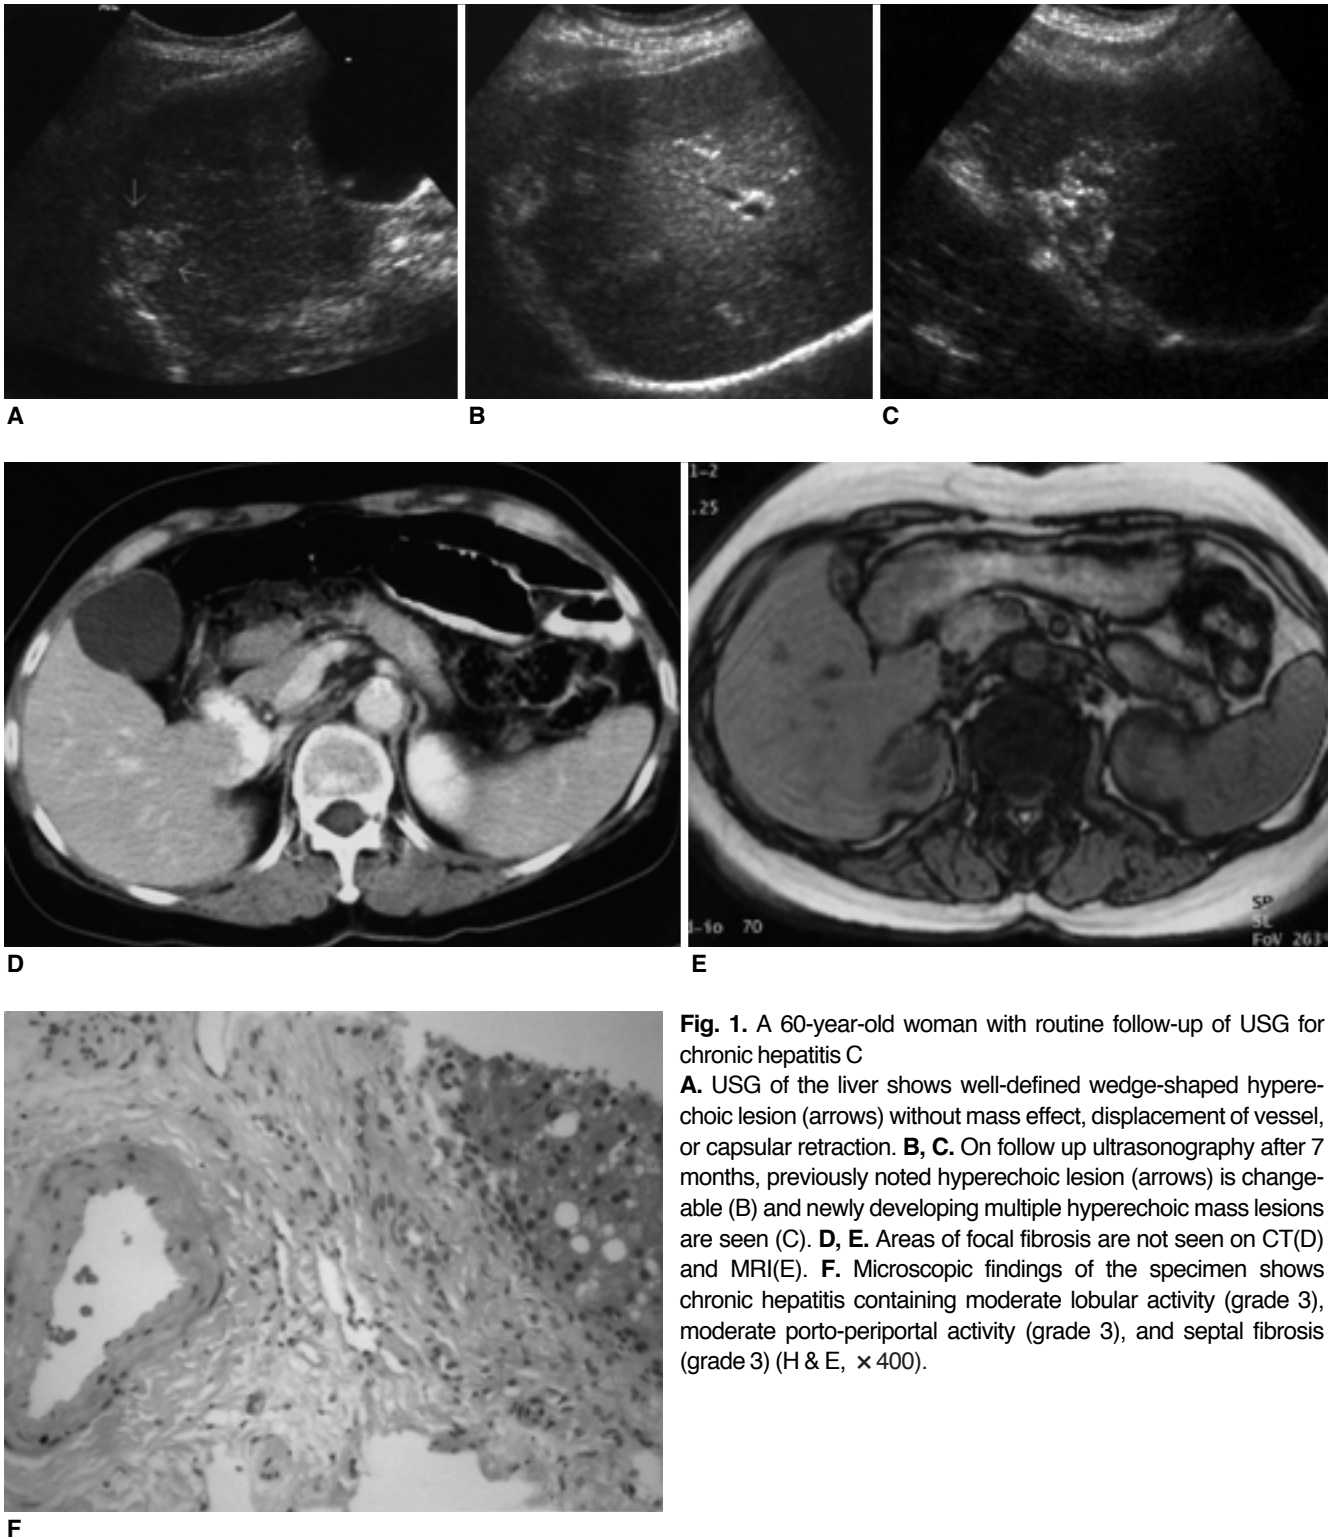 A
B
C
1-2
.25
d-io 70
SP
SL
FoV 263
D
E
Fig. 1. A 60-year-old woman with routine follow-up of USG for
chronic hepatitis C
A. USG of the liver shows well-defined wedge-shaped hypere-
choic lesion (arrows) without mass effect, displacement of vessel,
or capsular retraction. B, C. On follow up ultrasonography after 7
months, previously noted hyperechoic lesion (arrows) is change-
able (B) and newly developing multiple hyperechoic mass lesions
are seen (C). D, E. Areas of focal fibrosis are not seen on CT(D)
and MRI(E). F. Microscopic findings of the specimen shows
chronic hepatitis containing moderate lobular activity (grade 3),
moderate porto-periportal activity (grade 3), and septal fibrosis
(grade 3) (H & E, ×400).
F